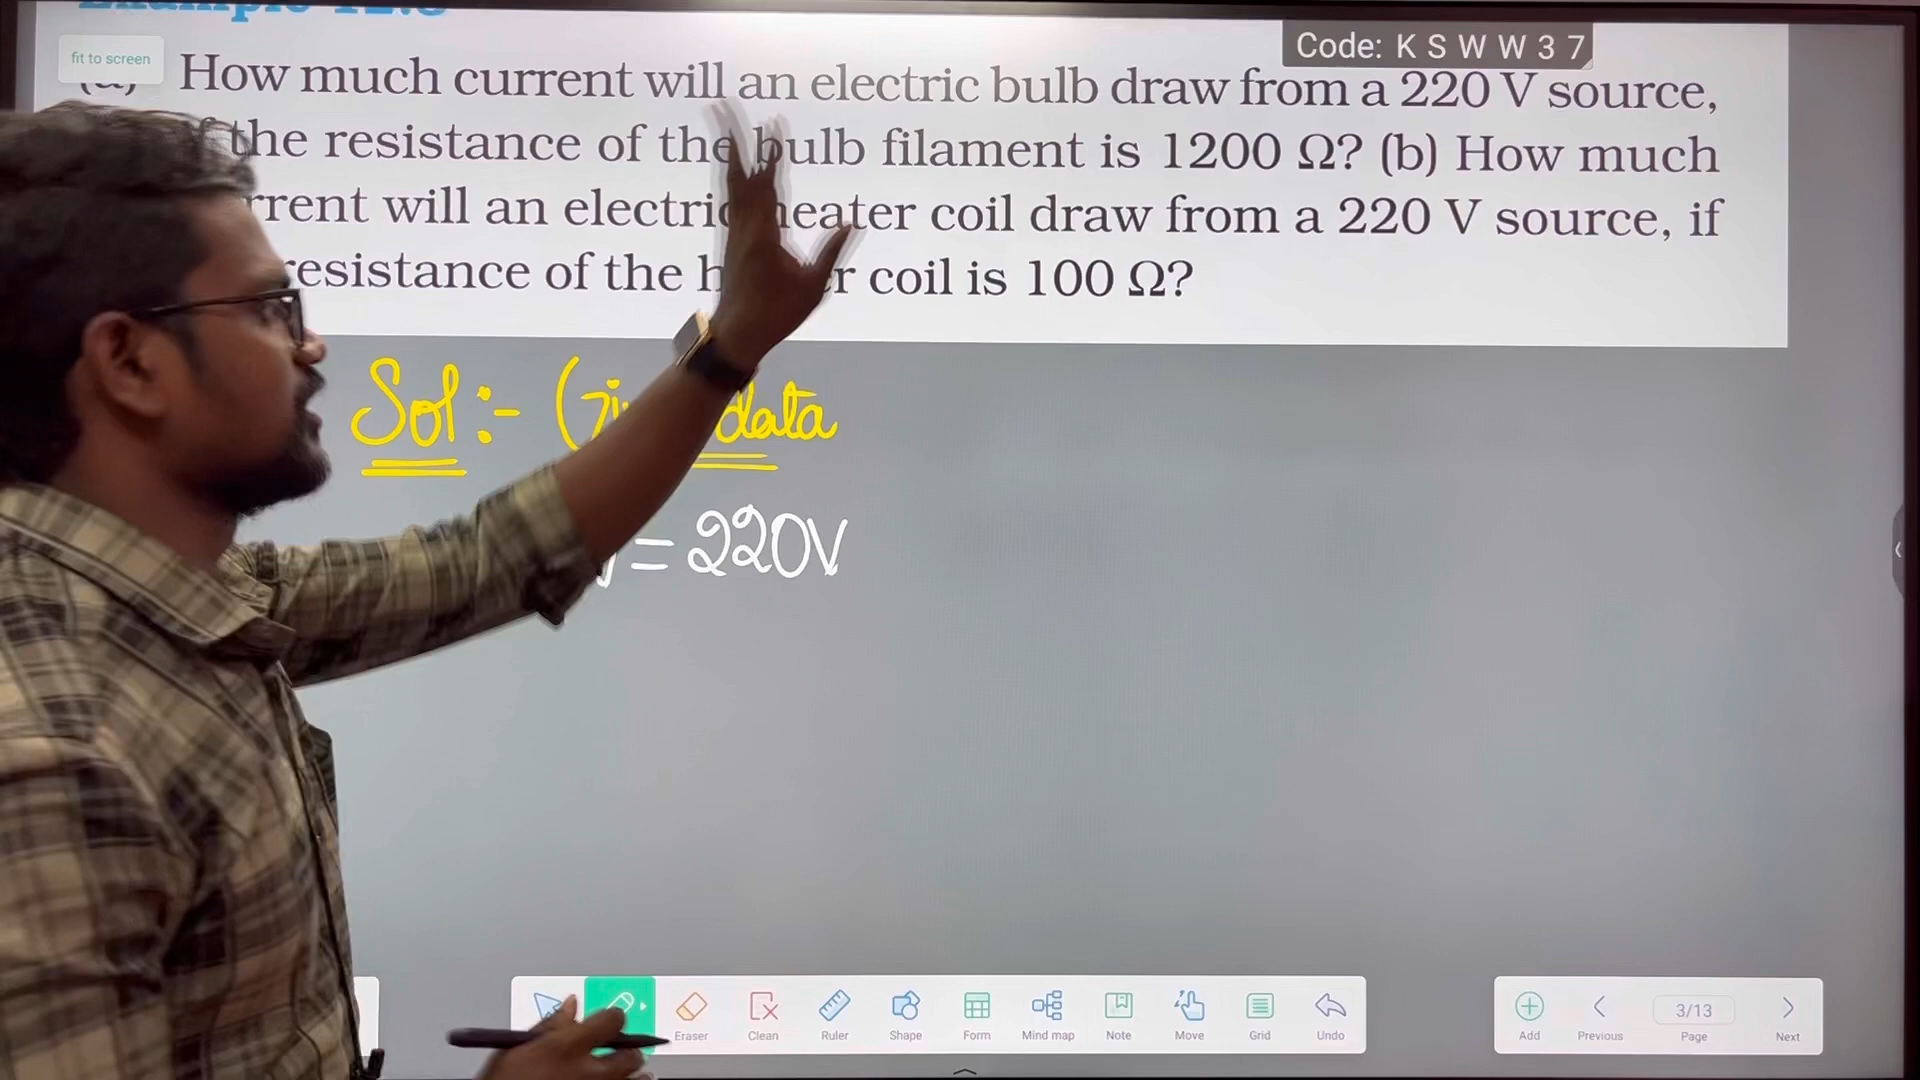 Code: K S W W 3 7
fit to screen
How much current will an electric bulb draw from a 220 V source,
the resistance of the bulb filament is 1200 Ω? (b) How much
will an electric heater coil draw from a 220 V source, if
resistance of the coil is 100 Ω?
Sol:- data
= 220V
Eraser Clean Ruler Shape Form Mind map Note Move Grid Undo
Add Previous 3/13 Page Next